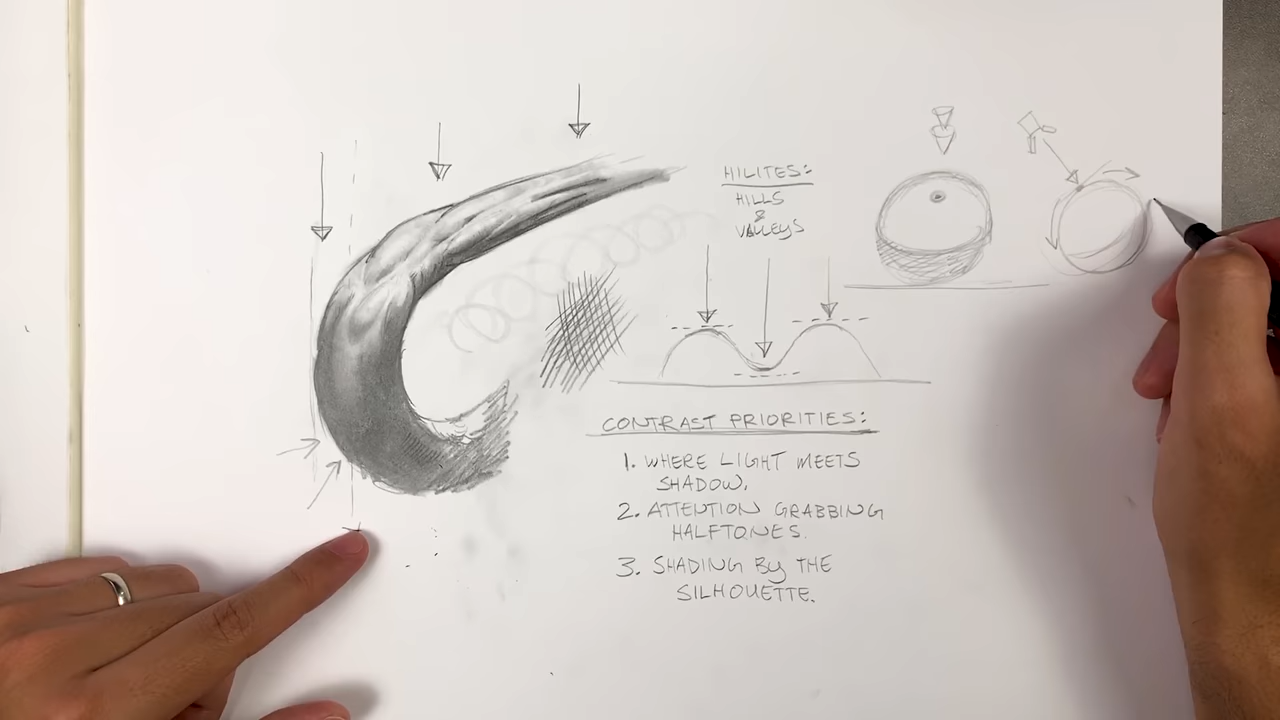 HILITES:
HILLS
&
VALLEYS
CONTRAST PRIORITIES:
1. WHERE LIGHT MEETS
SHADOW.
2. ATTENTION GRABBING
HALFTONES.
3. SHADING BY THE
SILHOUETTE.